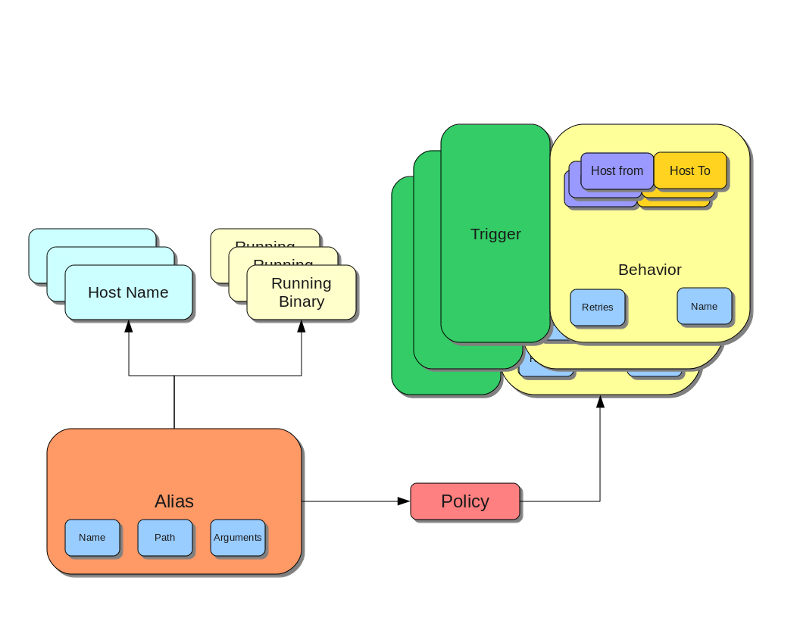 Host from
Host To
Trigger
Behavior
Retries
Name
Running
Running
Running
Binary
Host Name
Alias
Name
Path
Arguments
Policy